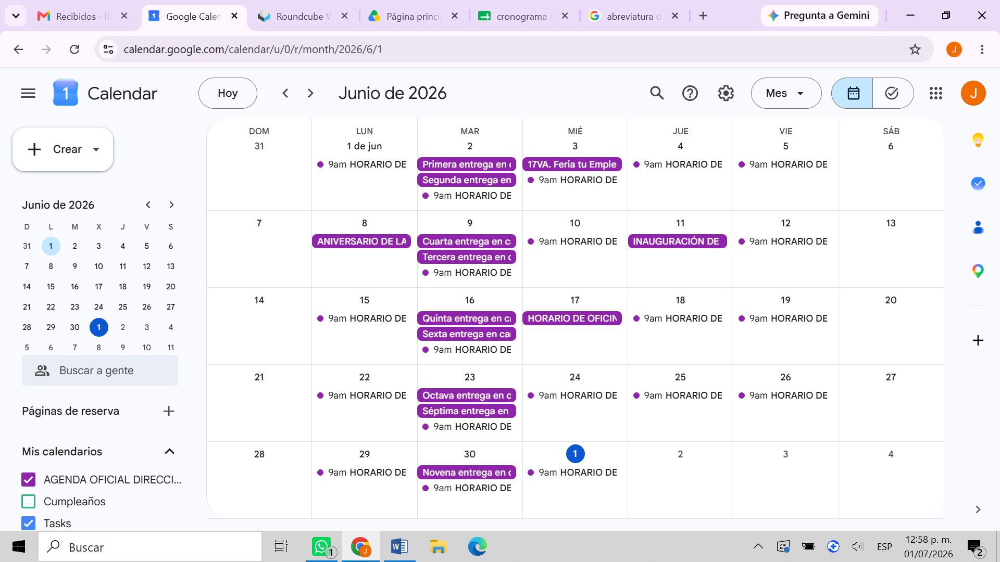 Recibidos - li
Google Calen
Roundcube W
Página princi
cronograma
abreviatura d
Pregunta a Gemini
calendar.google.com/calendar/u/0/r/month/2026/6/1
J
1
Calendar
Hoy
Junio de 2026
Mes
J
Crear
DOM
LUN
MAR
MIÉ
JUE
VIE
SÁB
31
1 de jun
2
3
4
5
6
9am HORARIO DE
Primera entrega en
17VA. Feria tu Emple
9am HORARIO DE
9am HORARIO DE
Segunda entrega en
9am HORARIO DE
9am HORARIO DE
7
8
9
10
11
12
13
ANIVERSARIO DE LA
Cuarta entrega en ca
9am HORARIO DE
INAUGURACIÓN DE
9am HORARIO DE
Tercera entrega en c
9am HORARIO DE
14
15
16
17
18
19
20
9am HORARIO DE
Quinta entrega en ca
HORARIO DE OFICIN
9am HORARIO DE
9am HORARIO DE
Sexta entrega en ca
9am HORARIO DE
21
22
23
24
25
26
27
9am HORARIO DE
Octava entrega en c
9am HORARIO DE
9am HORARIO DE
9am HORARIO DE
Séptima entrega en
9am HORARIO DE
28
29
30
1
2
3
4
9am HORARIO DE
Novena entrega en c
9am HORARIO DE
9am HORARIO DE
Junio de 2026
D L M X J V S
31 1 2 3 4 5 6
7 8 9 10 11 12 13
14 15 16 17 18 19 20
21 22 23 24 25 26 27
28 29 30 1 2 3 4
5 6 7 8 9 10 11
Buscar a gente
Páginas de reserva
Mis calendarios
AGENDA OFICIAL DIRECCI...
Cumpleaños
Tasks
Buscar
1
J
W
ESP
12:58 p. m.
01/07/2026
2